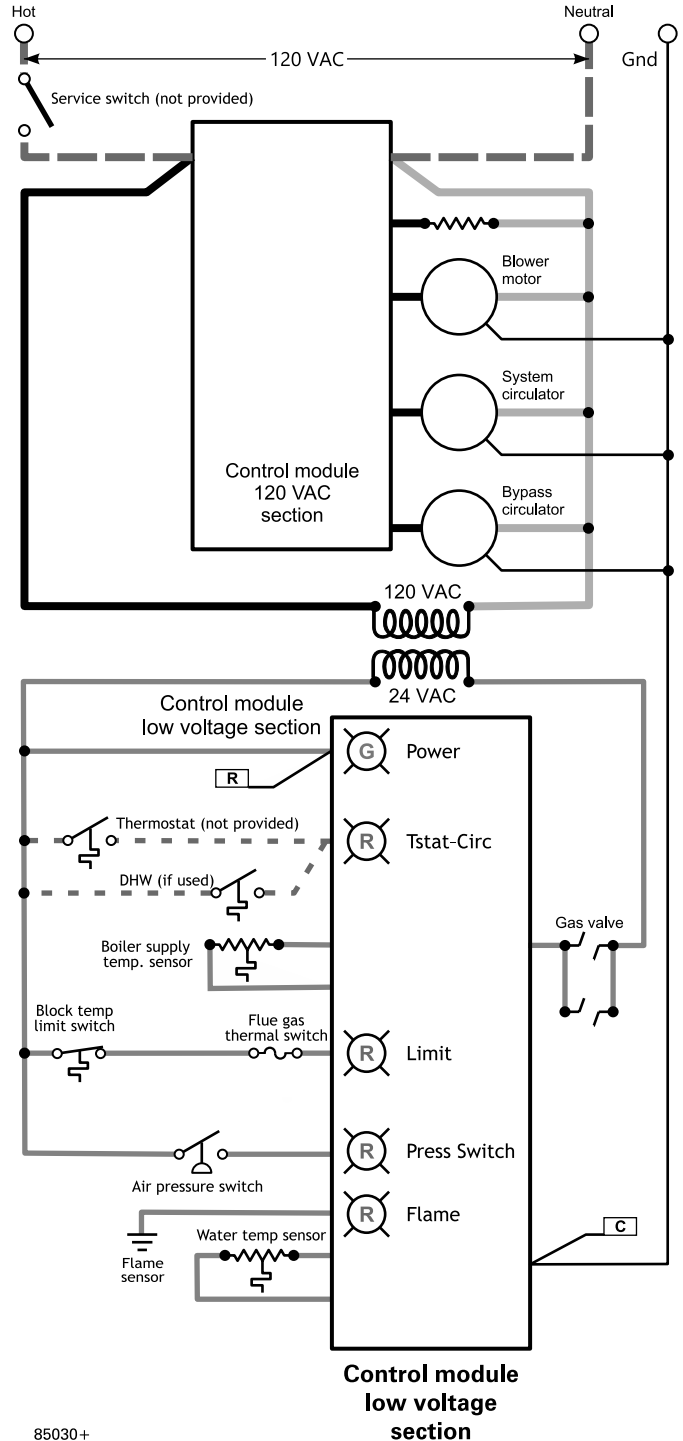 Hot
Neutral
120 VAC
Gnd
Service switch (not provided)
Blower
motor
System
circulator
Control module
120 VAC
section
Bypass
circulator
120 VAC
24 VAC
Control module
low voltage section
G
Power
R
Thermostat (not provided)
R
Tstat-Circ
DHW (if used)
Gas valve
Boiler supply
temp. sensor
Block temp
limit switch
Flue gas
thermal switch
R
Limit
R
Press Switch
Air pressure switch
R
Flame
Water temp sensor
C
Flame
sensor
Control module
low voltage
section
85030+